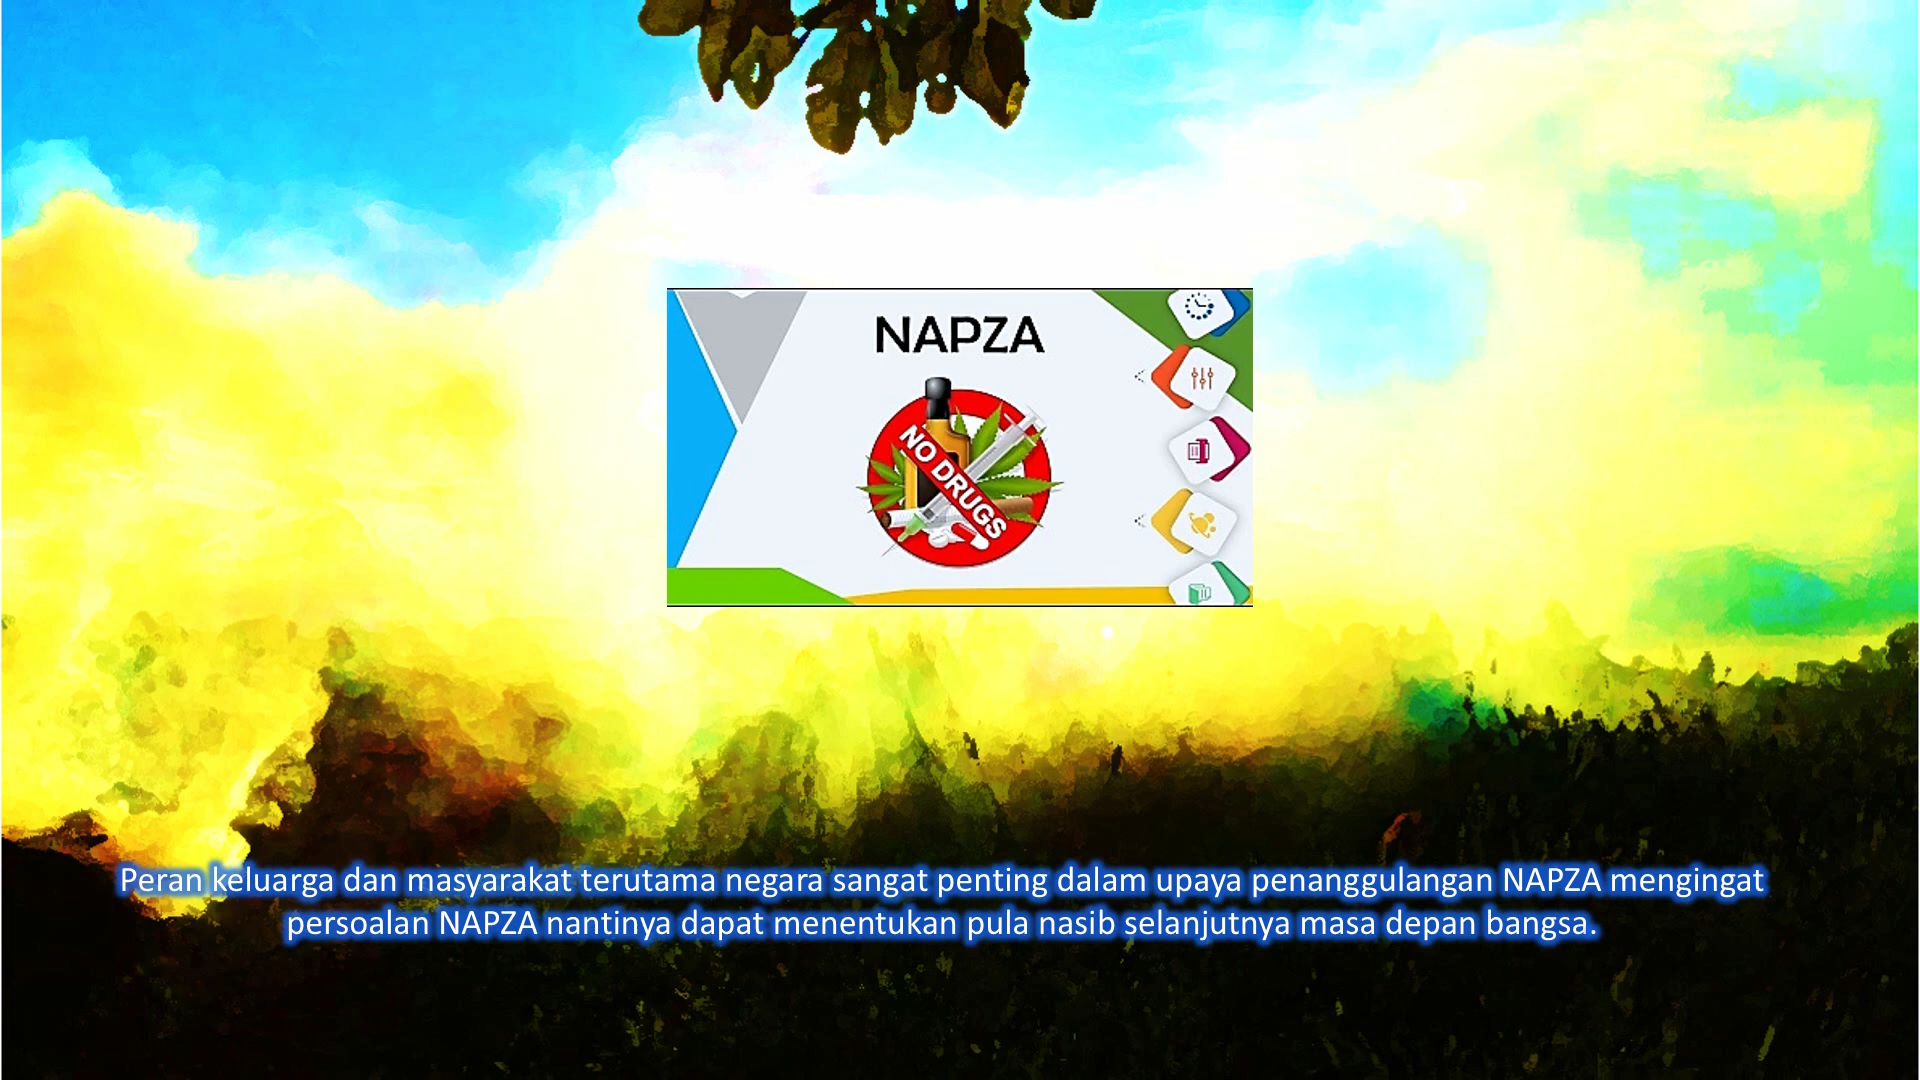 NAPZA
NO DRUGS
Peran keluarga dan masyarakat terutama negara sangat penting dalam upaya penanggulangan NAPZA mengingat
persoalan NAPZA nantinya dapat menentukan pula nasib selanjutnya masa depan bangsa.